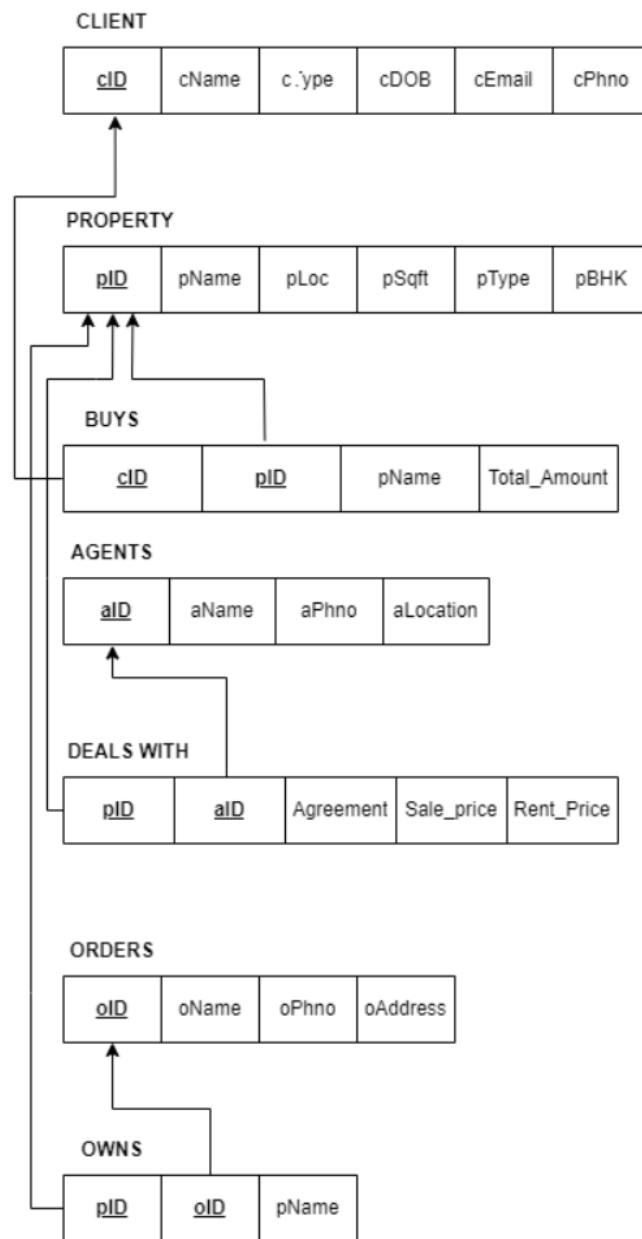 CLIENT
cID cName cDOB cEmail cPhno
PROPERTY
pID pName pLoc pSqft pType pBHK
BUYS
cID pID pName Total_Amount
AGENTS
aID aName aPhno aLocation
DEALS WITH
pID aID Agreement Sale_price Rent_Price
ORDERS
oID oName oPhno oAddress
OWNS
pID oID pName